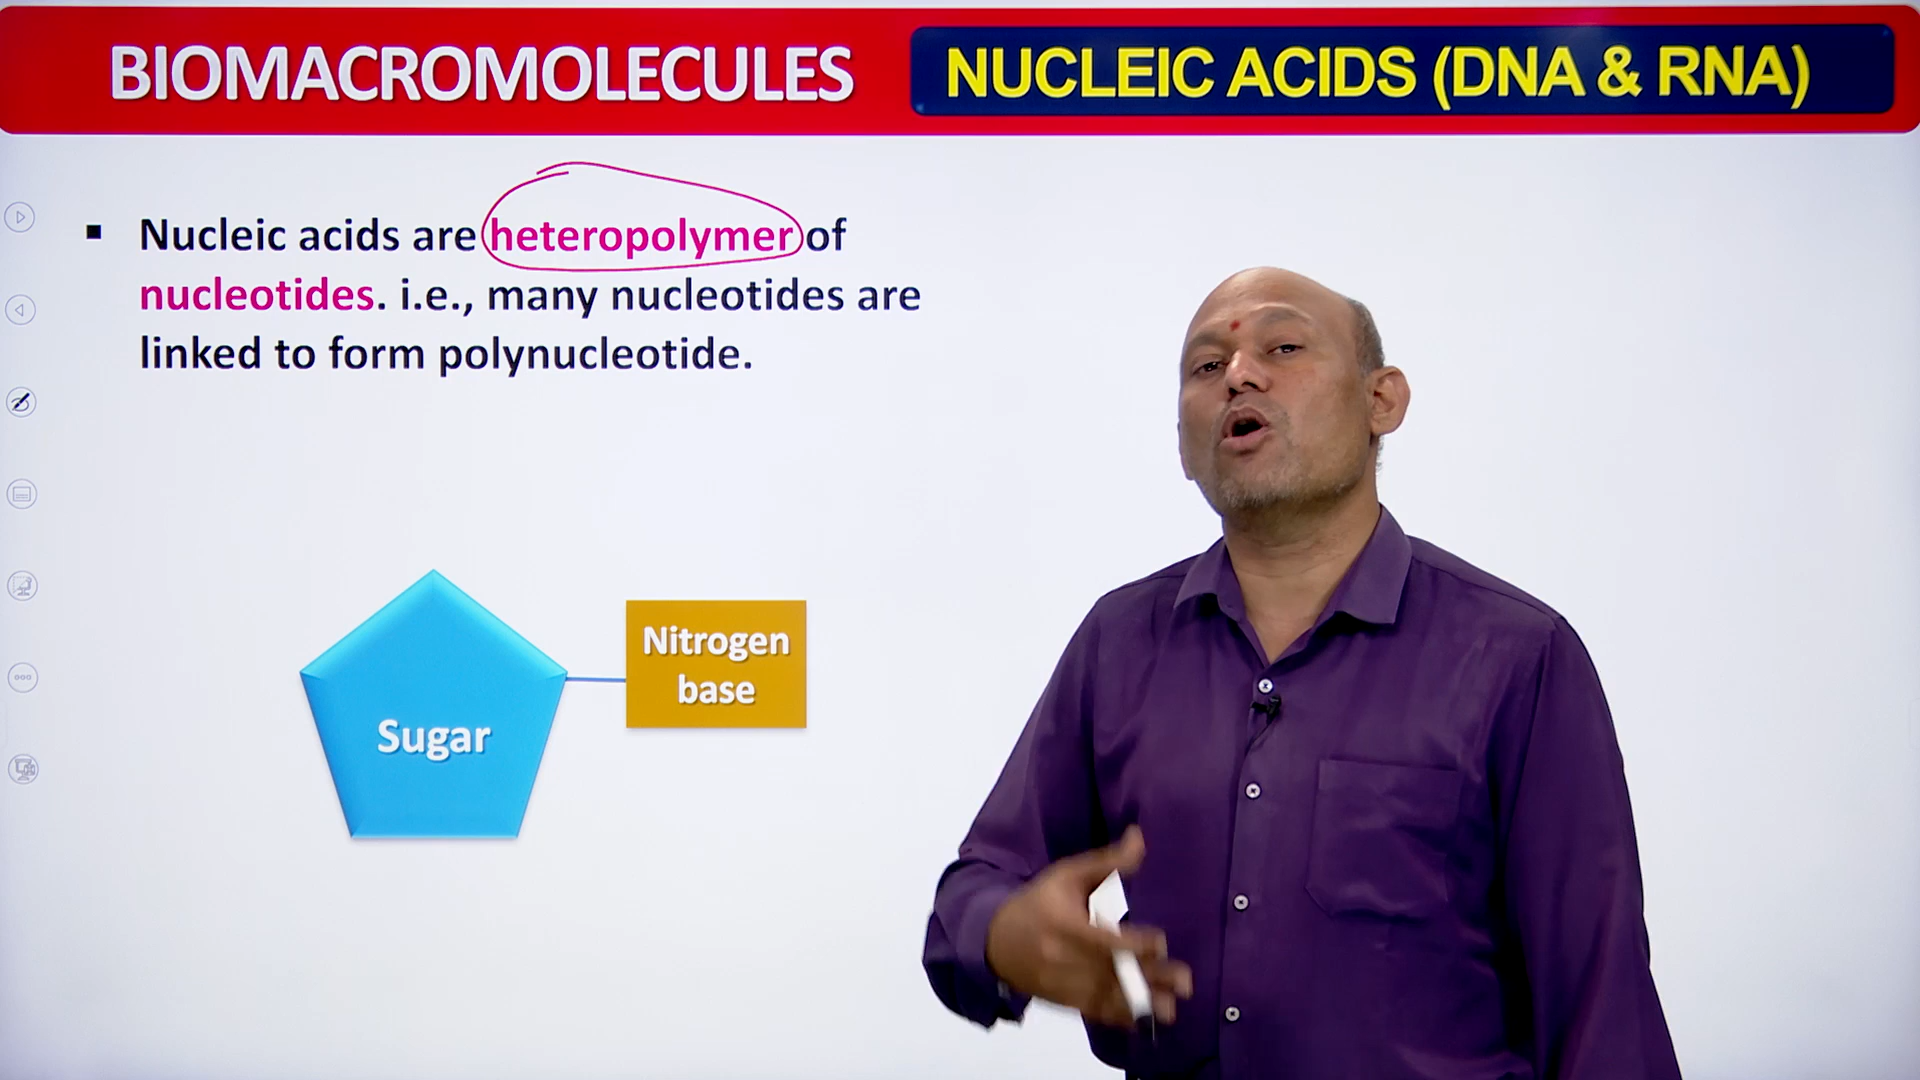 BIOMACROMOLECULES NUCLEIC ACIDS (DNA & RNA)
▪ Nucleic acids are heteropolymer of
nucleotides. i.e., many nucleotides are
linked to form polynucleotide.
Nitrogen
base
Sugar